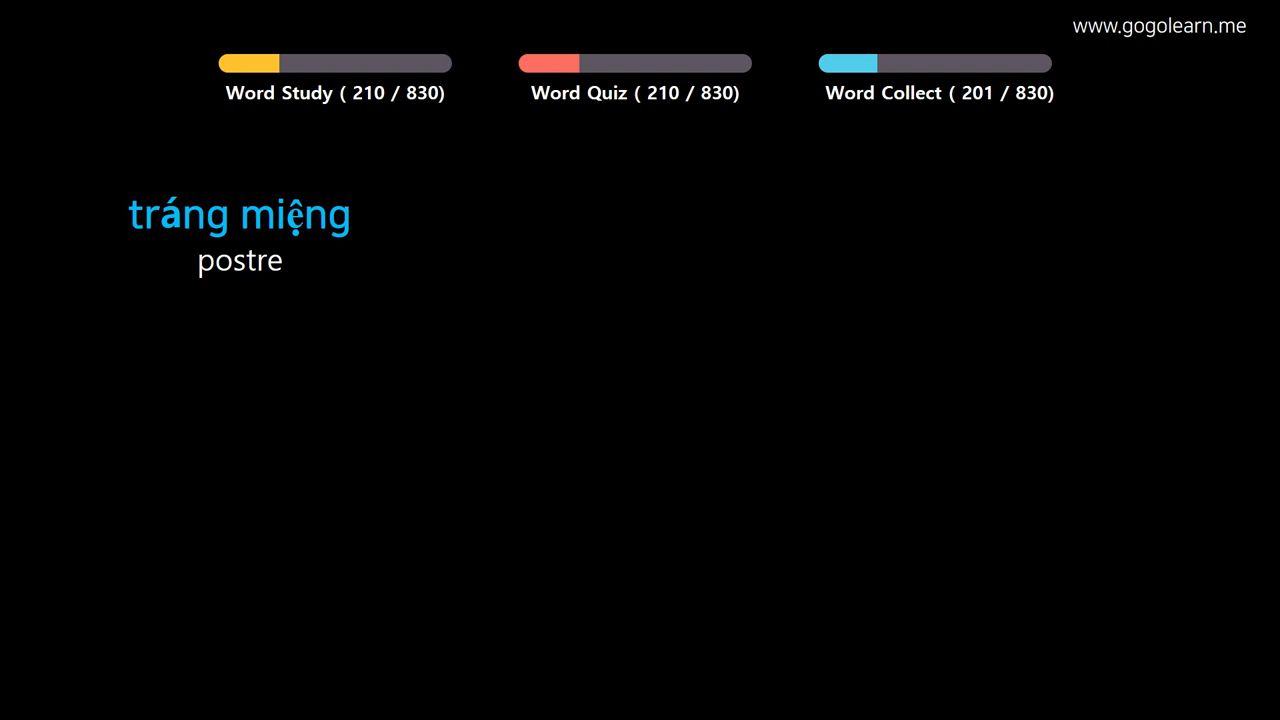 www.gogolearn.me
Word Study ( 210 / 830)
Word Quiz ( 210 / 830)
Word Collect ( 201 / 830)
tráng miệng
postre